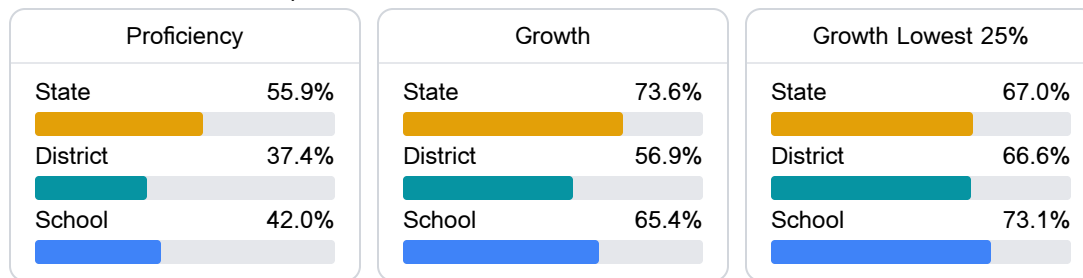 Proficiency
State 55.9%
District 37.4%
School 42.0%
Growth
State 73.6%
District 56.9%
School 65.4%
Growth Lowest 25%
State 67.0%
District 66.6%
School 73.1%